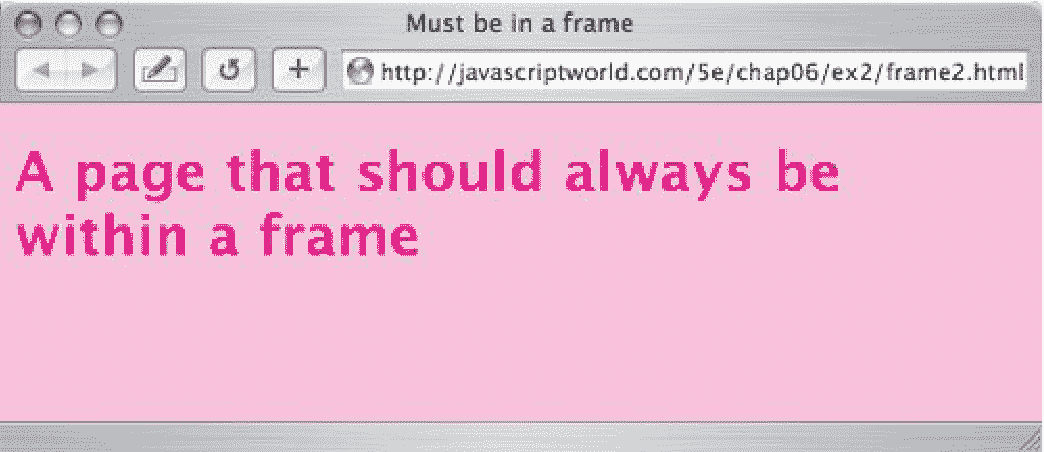 Must be in a frame
http://javascriptworld.com/5e/chap06/ex2/frame2.html
A page that should always be
within a frame